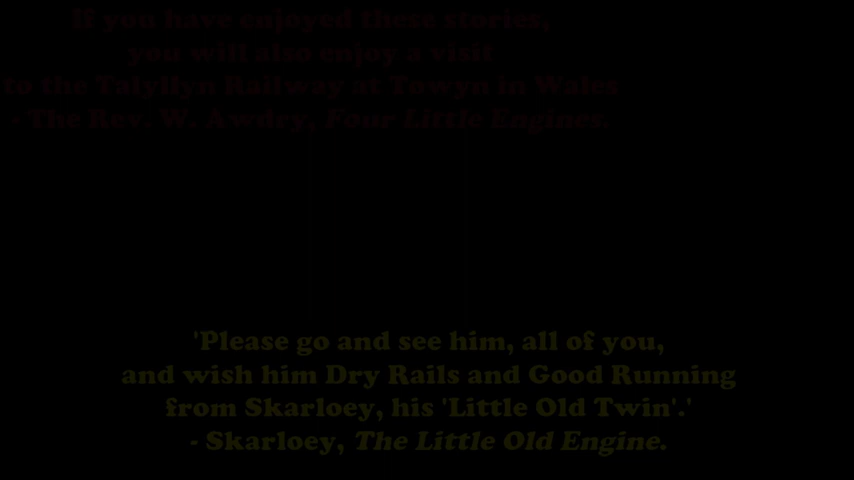 If you have enjoyed these stories,
you will also enjoy a visit
to the Talyllyn Railway at Towyn in Wales
- The Rev. W. Awdry, Four Little Engines.
'Please go and see him, all of you,
and wish him Dry Rails and Good Running
from Skarloey, his 'Little Old Twin'.'
- Skarloey, The Little Old Engine.